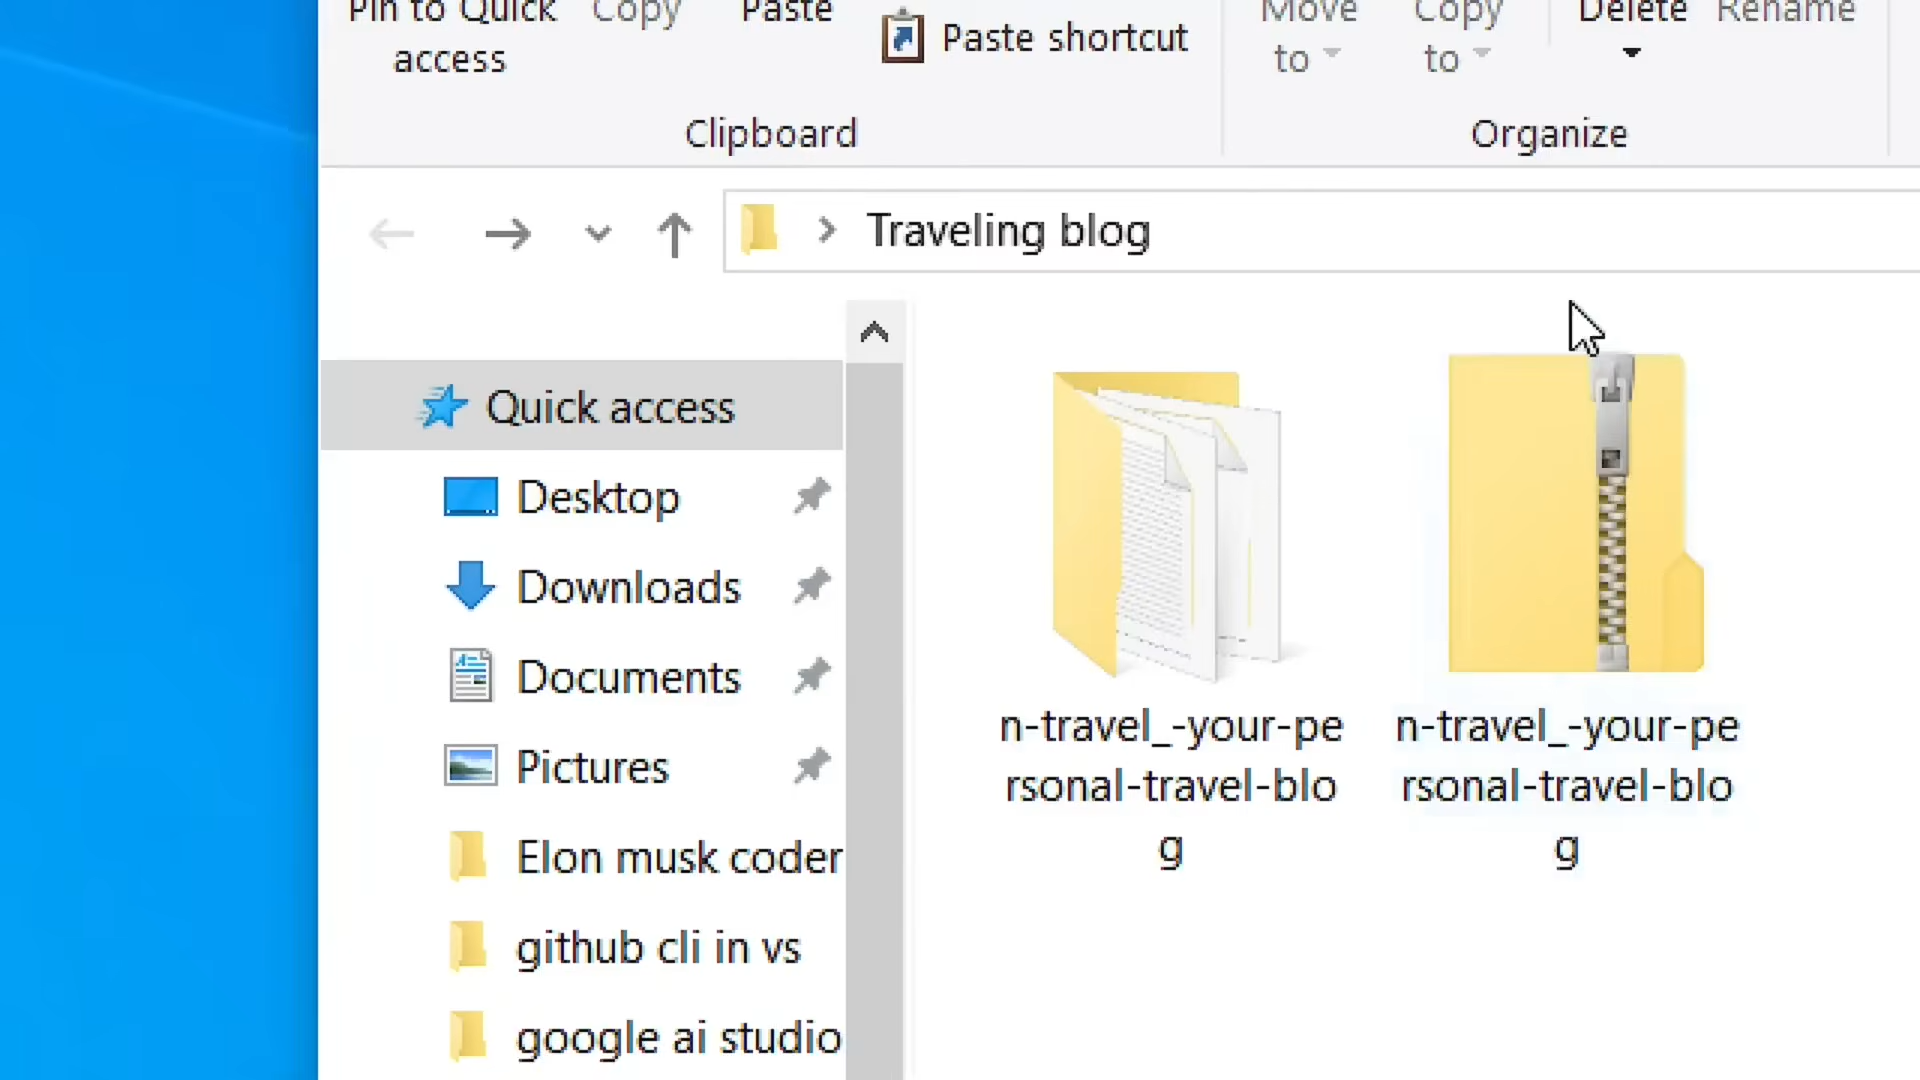 Pin to Quick access
Copy
Paste
Paste shortcut
Clipboard
Move to
Copy to
Delete
Rename
Organize
Traveling blog
Quick access
Desktop
Downloads
Documents
Pictures
Elon musk coder
github cli in vs
google ai studio
n-travel_-your-pe
rsonal-travel-blo
g
n-travel_-your-pe
rsonal-travel-blo
g